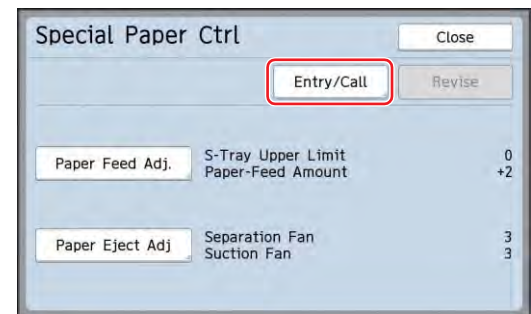 Special Paper Ctrl Close
Entry/Call Revise
Paper Feed Adj. S-Tray Upper Limit 0
Paper-Feed Amount +2
Paper Eject Adj Separation Fan 3
Suction Fan 3